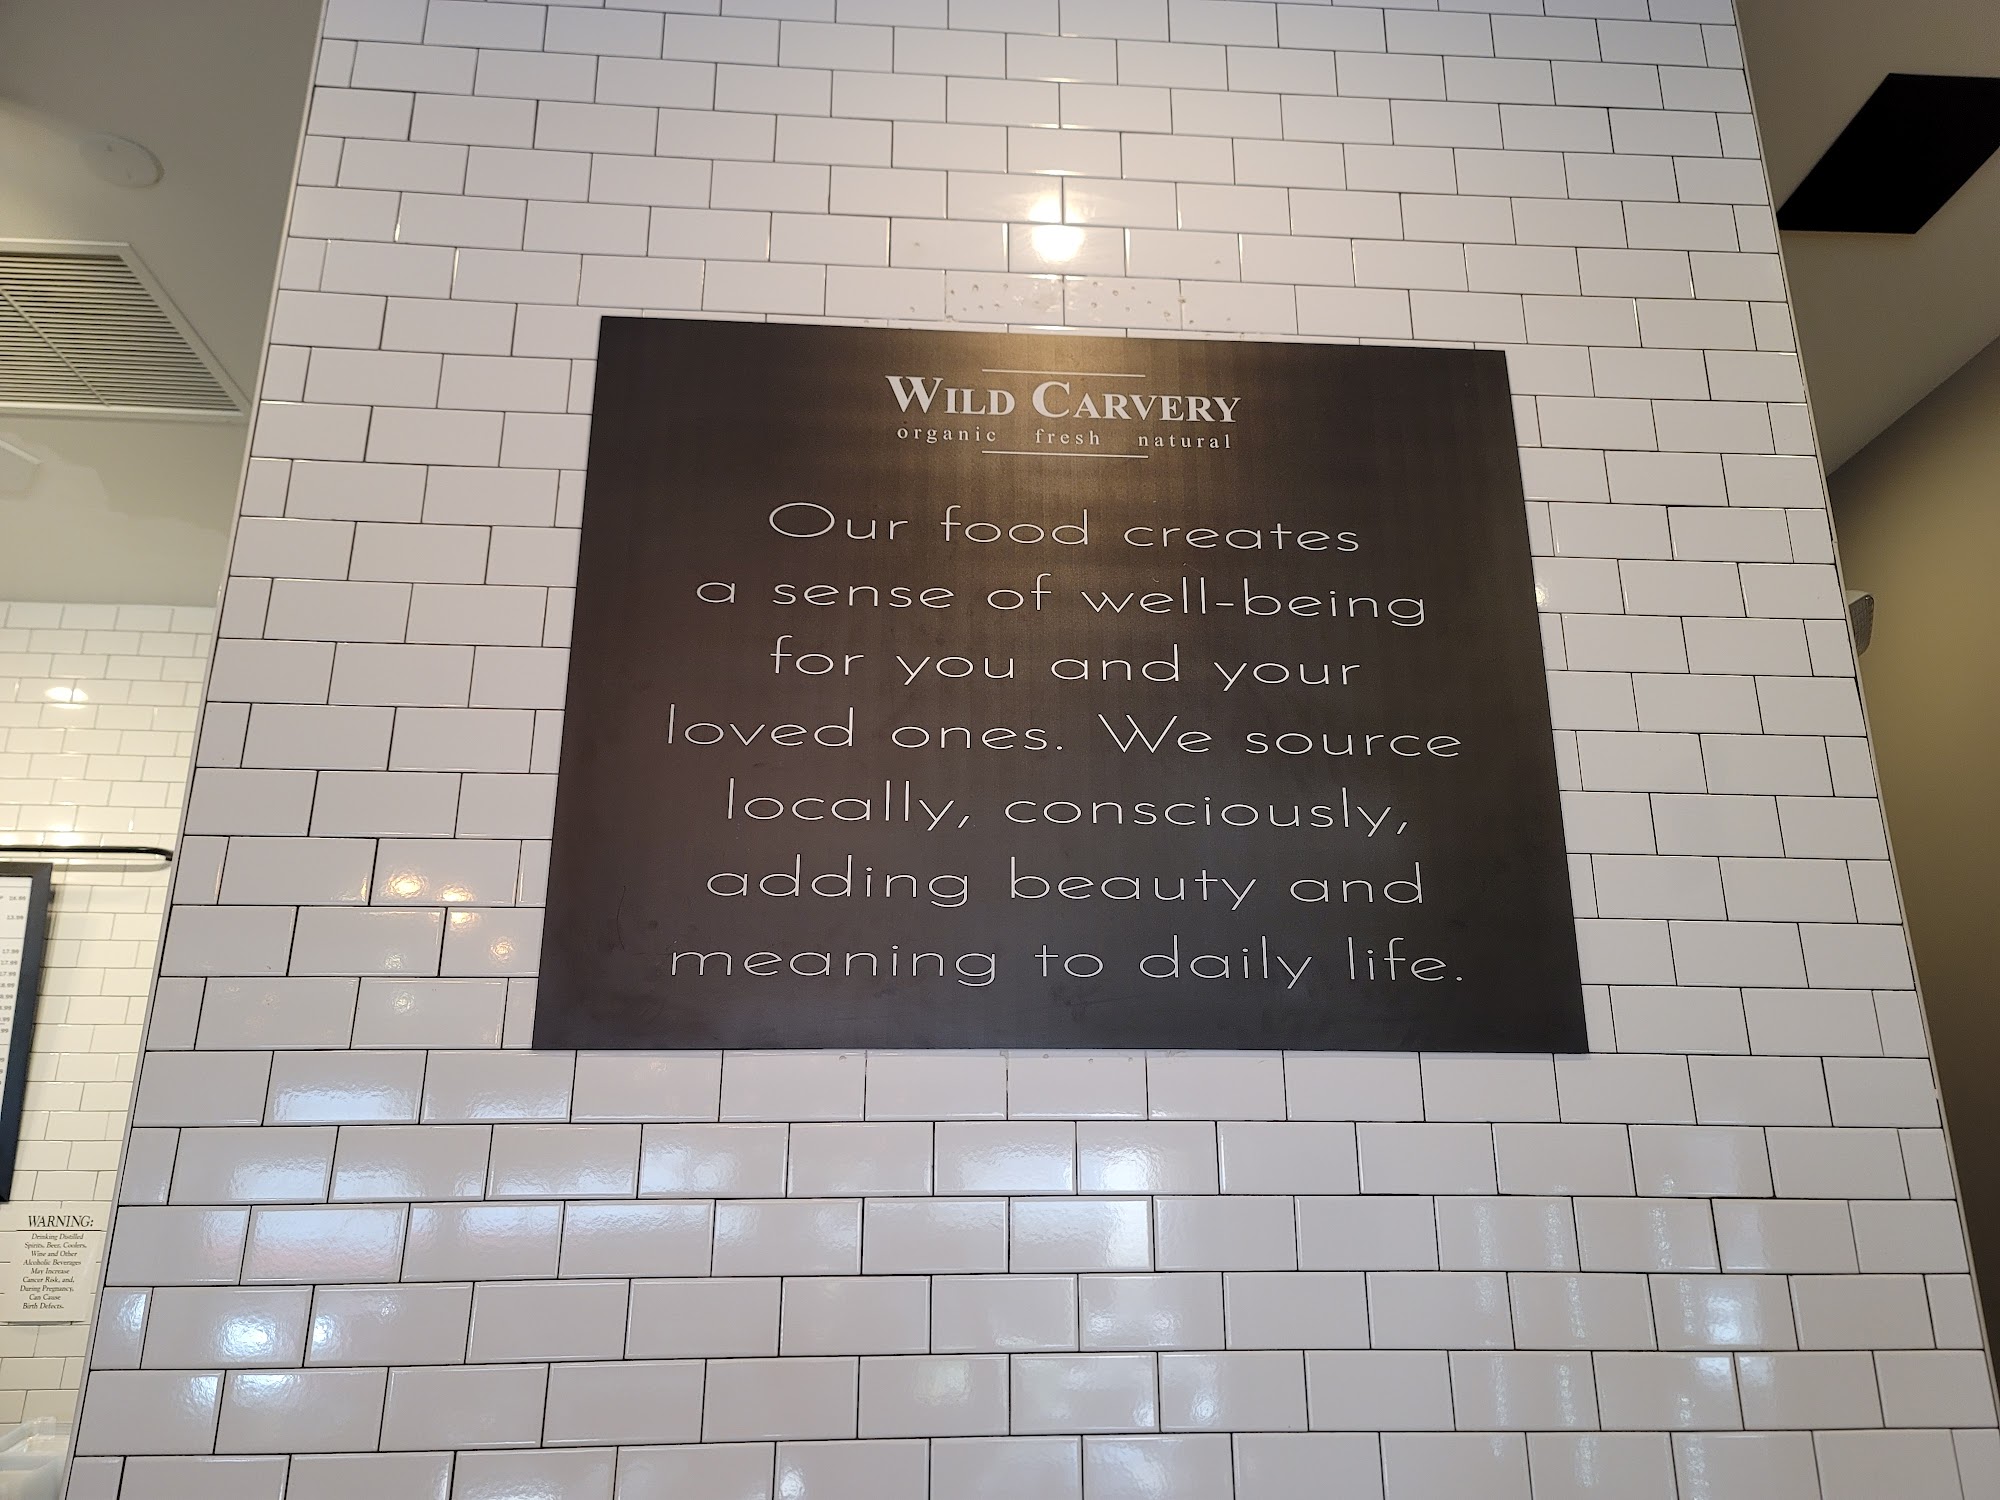 WILD CARVERY
organic fresh natural
Our food creates
a sense of well-being
for you and your
loved ones. We source
locally, consciously,
adding beauty and
meaning to daily life.
WARNING:
Drinking Distilled
Spirits, Beer, Coolers,
Wine and Other
Alcoholic Beverages
May Increase
Cancer Risk, and,
During Pregnancy,
Can Cause
Birth Defects.